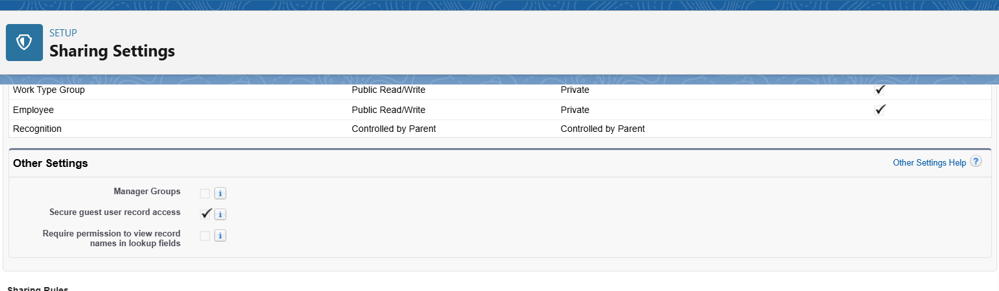 SETUP
Sharing Settings
Work Type Group Public Read/Write Private
Employee Public Read/Write Private
Recognition Controlled by Parent Controlled by Parent
Other Settings Other Settings Help ?
Manager Groups i
Secure guest user record access i
Require permission to view record
names in lookup fields i
Sharing Rules